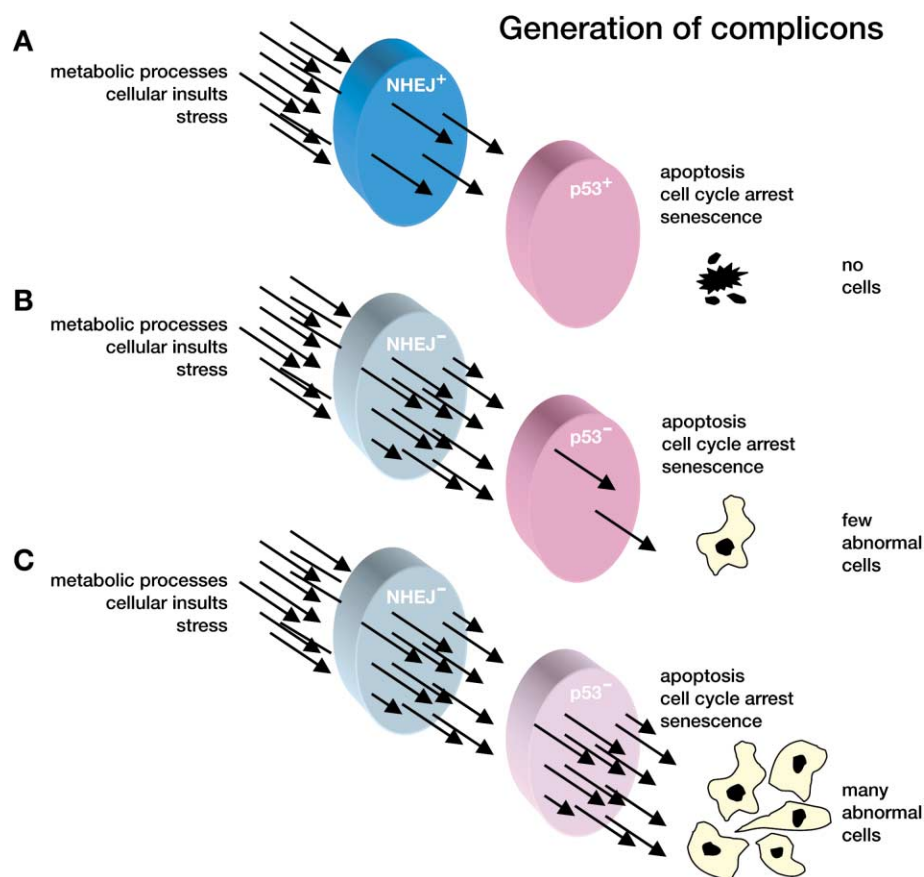 Generation of complicons
A
metabolic processes
cellular insults
stress
NHEJ+
p53+
apoptosis
cell cycle arrest
senescence
no
cells
B
metabolic processes
cellular insults
stress
NHEJ−
p53−
apoptosis
cell cycle arrest
senescence
few
abnormal
cells
C
metabolic processes
cellular insults
stress
NHEJ−
p53−
apoptosis
cell cycle arrest
senescence
many
abnormal
cells